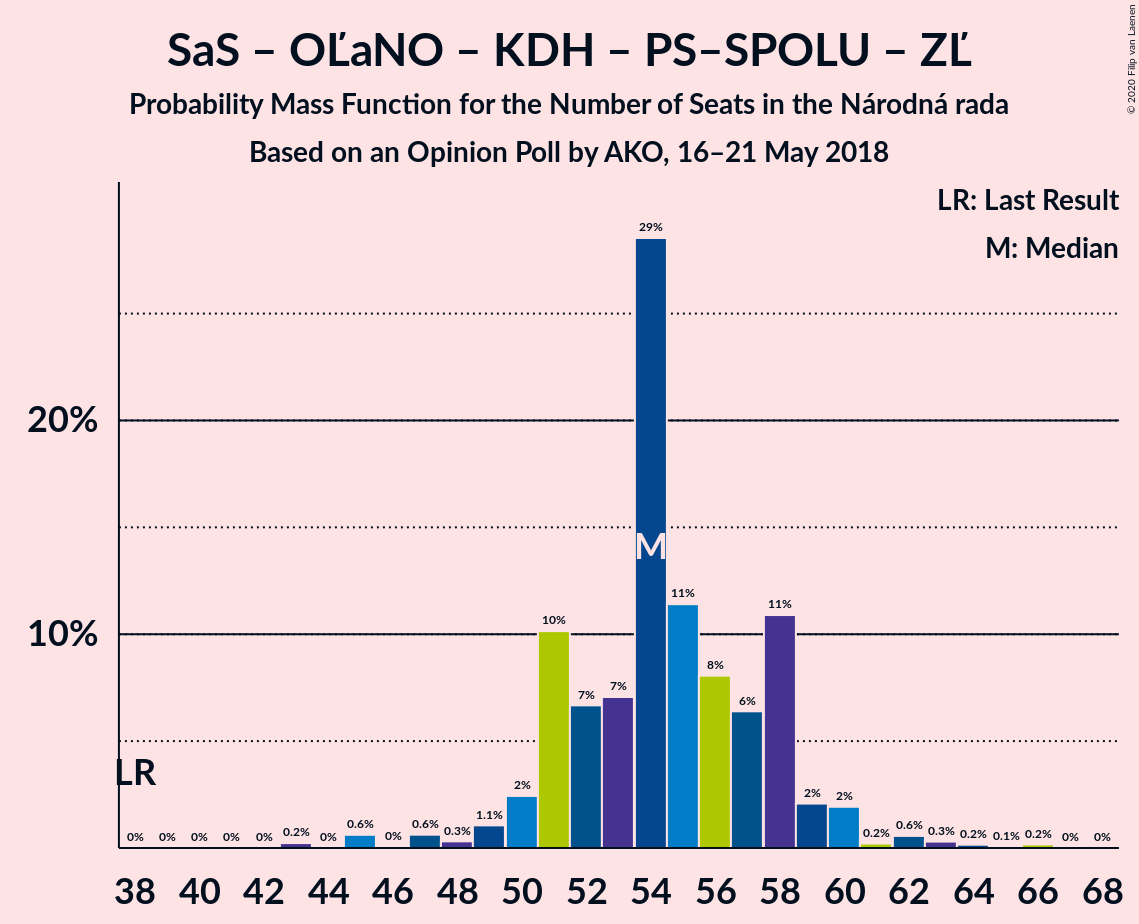 SaS – OĽaNO – KDH – PS–SPOLU – ZĽ
Probability Mass Function for the Number of Seats in the Národná rada
Based on an Opinion Poll by AKO, 16–21 May 2018
© 2020 Filip van Laenen
LR: Last Result
M: Median
20%
10%
LR
M
0% 0% 0% 0% 0% 0.2% 0% 0.6% 0% 0.6% 0.3% 1.1% 2% 10% 7% 7% 29% 11% 8% 6% 11% 2% 2% 0.2% 0.6% 0.3% 0.2% 0.1% 0.2% 0% 0%
38 40 42 44 46 48 50 52 54 56 58 60 62 64 66 68